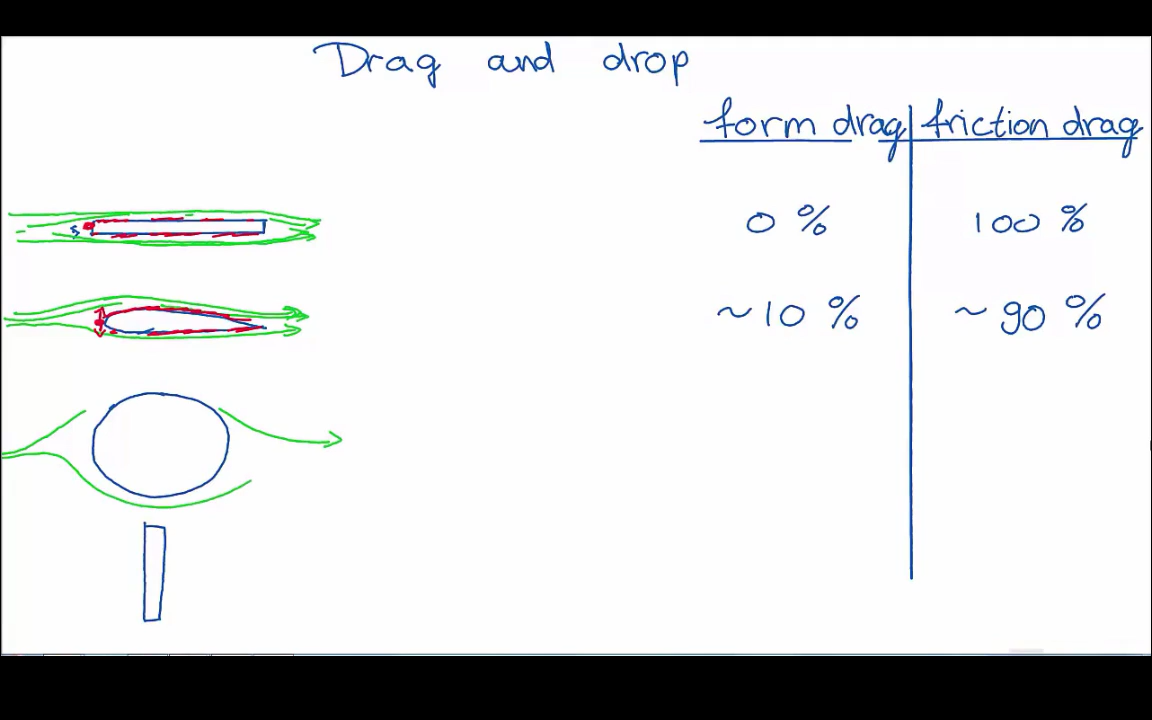 Drag and drop
form drag friction drag
0 % 100 %
~10 % ~90 %